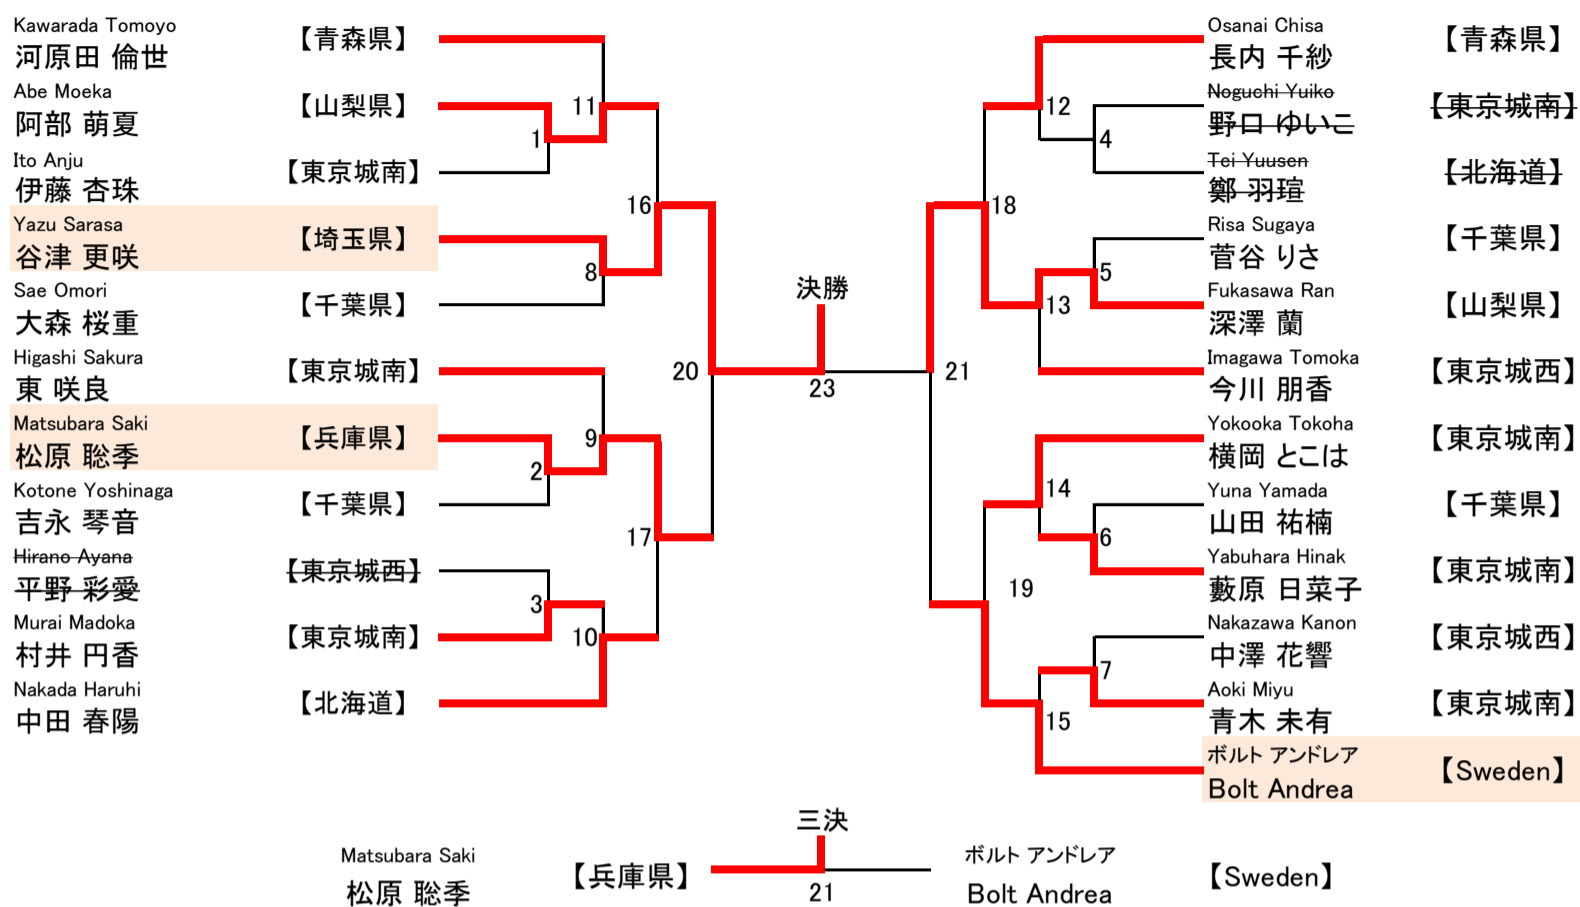 Kawarada Tomoyo
河原田 倫世
【青森県】
Abe Moeka
阿部 萌夏
【山梨県】
Ito Anju
伊藤 杏珠
【東京城南】
Yazu Sarasa
谷津 更咲
【埼玉県】
Sae Omori
大森 桜重
【千葉県】
Higashi Sakura
東 咲良
【東京城南】
Matsubara Saki
松原 聡季
【兵庫県】
Kotone Yoshinaga
吉永 琴音
【千葉県】
Hirano Ayana
平野 彩愛
【東京城西】
Murai Madoka
村井 円香
【東京城南】
Nakada Haruhi
中田 春陽
【北海道】
1
2
3
11
8
9
10
16
17
20
決勝
23
21
18
19
12
13
14
15
4
5
6
7
Osanai Chisa
長内 千紗
【青森県】
Noguchi Yuiko
野口 ゆいこ
【東京城南】
Tei Yuusen
鄭 羽瑄
【北海道】
Risa Sugaya
菅谷 りさ
【千葉県】
Fukasawa Ran
深澤 蘭
【山梨県】
Imagawa Tomoka
今川 朋香
【東京城西】
Yokooka Tokoha
横岡 とこは
【東京城南】
Yuna Yamada
山田 祐楠
【千葉県】
Yabuhara Hinak
藪原 日菜子
【東京城南】
Nakazawa Kanon
中澤 花響
【東京城西】
Aoki Miyu
青木 未有
【東京城南】
ボルト アンドレア
Bolt Andrea
【Sweden】
三決
Matsubara Saki
松原 聡季
【兵庫県】
21
ボルト アンドレア
Bolt Andrea
【Sweden】